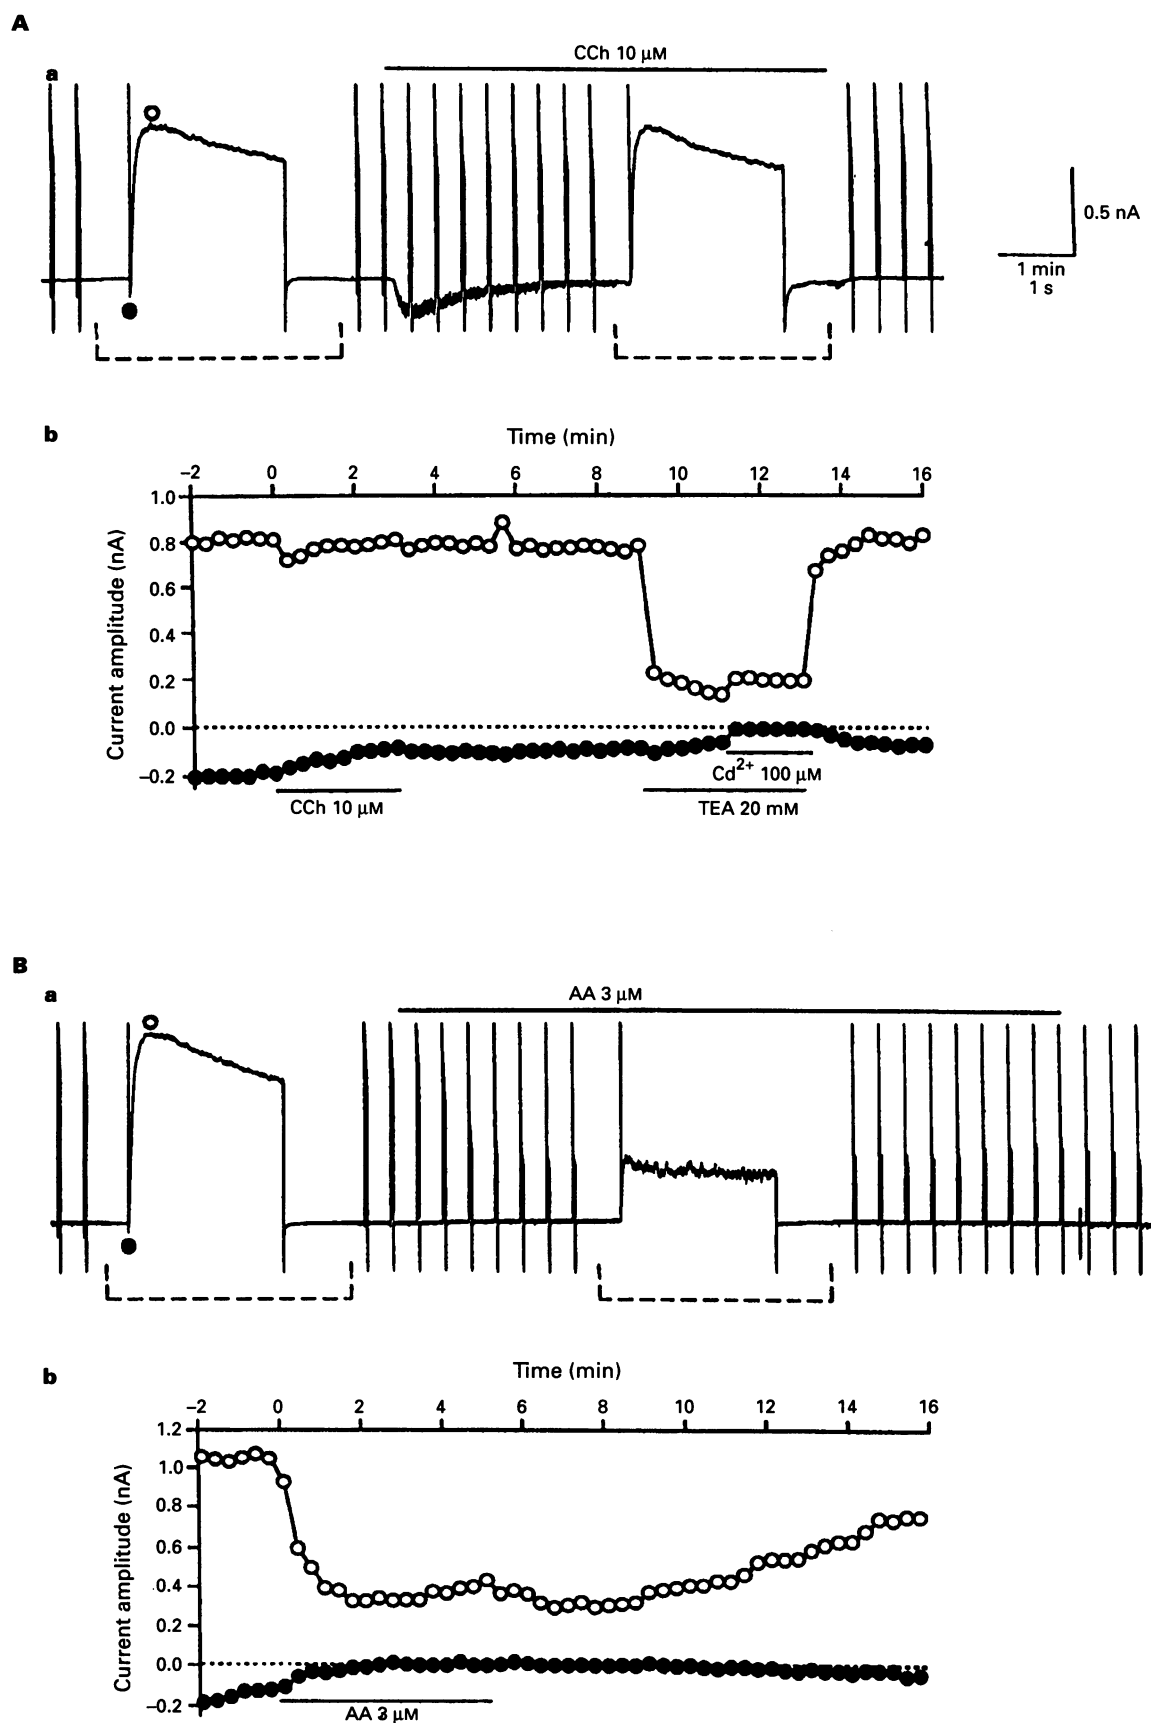 A
a
CCh 10 μM
0.5 nA
1 min
1 s
b
Time (min)
−2 0 2 4 6 8 10 12 14 16
1.0
0.8
0.6
0.4
0.2
0.0
−0.2
Current amplitude (nA)
Cd2+ 100 μM
CCh 10 μM
TEA 20 mM
B
a
AA 3 μM
b
Time (min)
−2 0 2 4 6 8 10 12 14 16
1.2
1.0
0.8
0.6
0.4
0.2
0.0
−0.2
Current amplitude (nA)
AA 3 μM